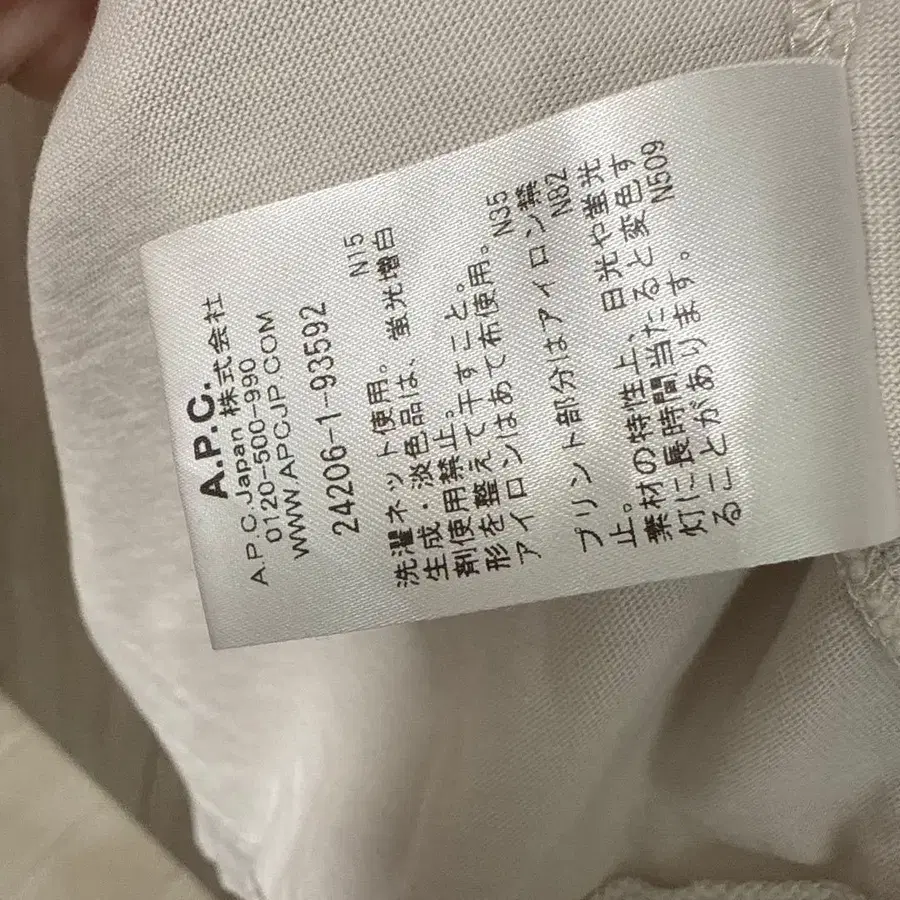 A.P.C.
A.P.C.Japan 株式会社
0120-500-990
WWW.APCJP.COM
24206-1-93592
N15
洗濯ネット使用。
生成・淡色品は、蛍光増白
剤使用禁止。
形を整えて干すこと。
アイロンはあて布使用。
N35
プリント部分はアイロン禁
止。
N82
素材の特性上、日光や蛍光
灯に長時間当たると変色す
ることがあります。
N509